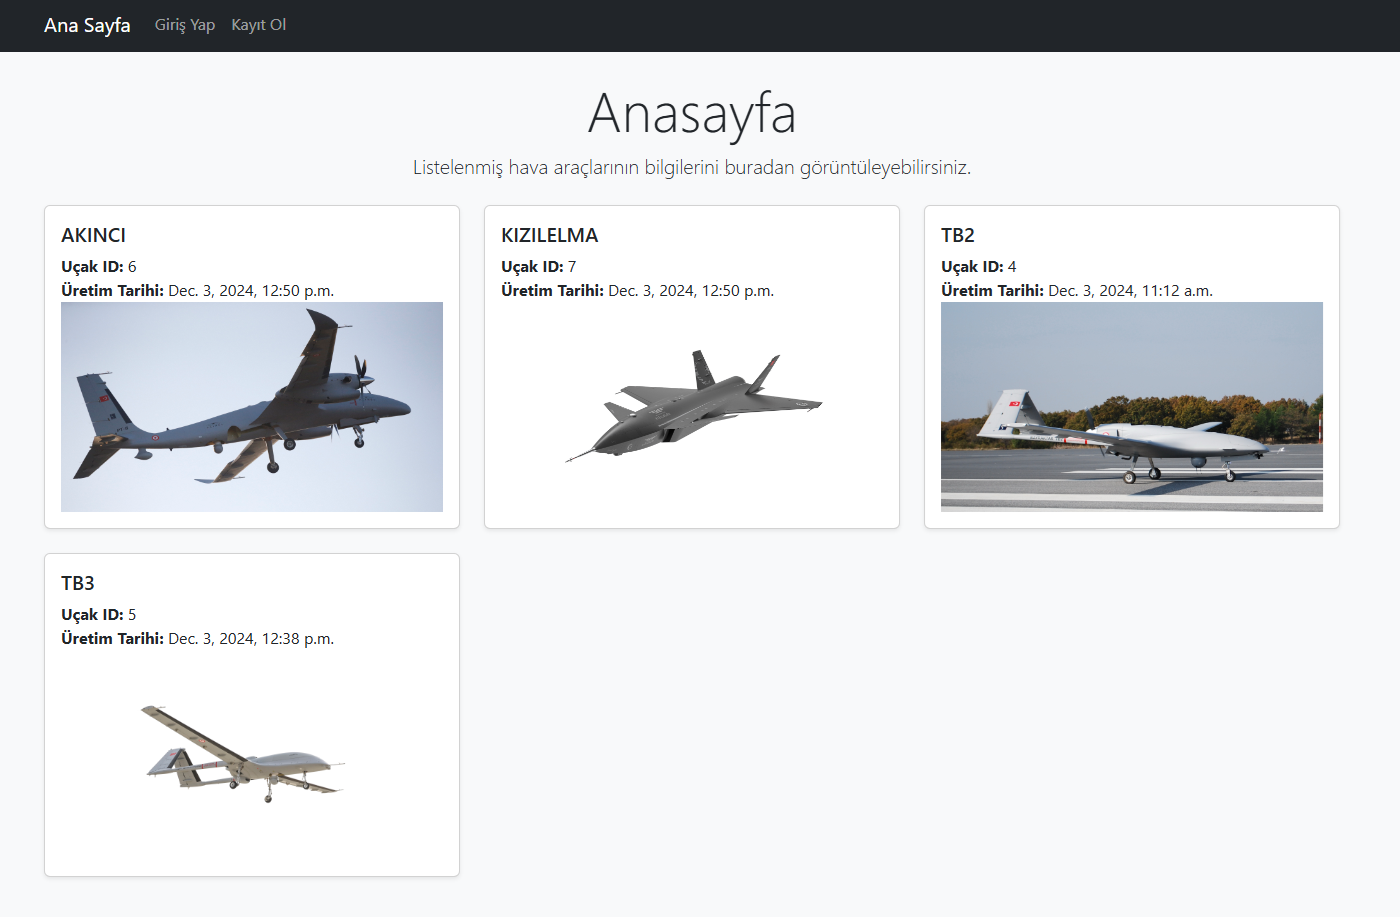 Ana Sayfa Giriş Yap Kayıt Ol
Anasayfa
Listelenmiş hava araçlarının bilgilerini buradan görüntüleyebilirsiniz.
AKINCI
Uçak ID: 6
Üretim Tarihi: Dec. 3, 2024, 12:50 p.m.
KIZILELMA
Uçak ID: 7
Üretim Tarihi: Dec. 3, 2024, 12:50 p.m.
TB2
Uçak ID: 4
Üretim Tarihi: Dec. 3, 2024, 11:12 a.m.
TB3
Uçak ID: 5
Üretim Tarihi: Dec. 3, 2024, 12:38 p.m.